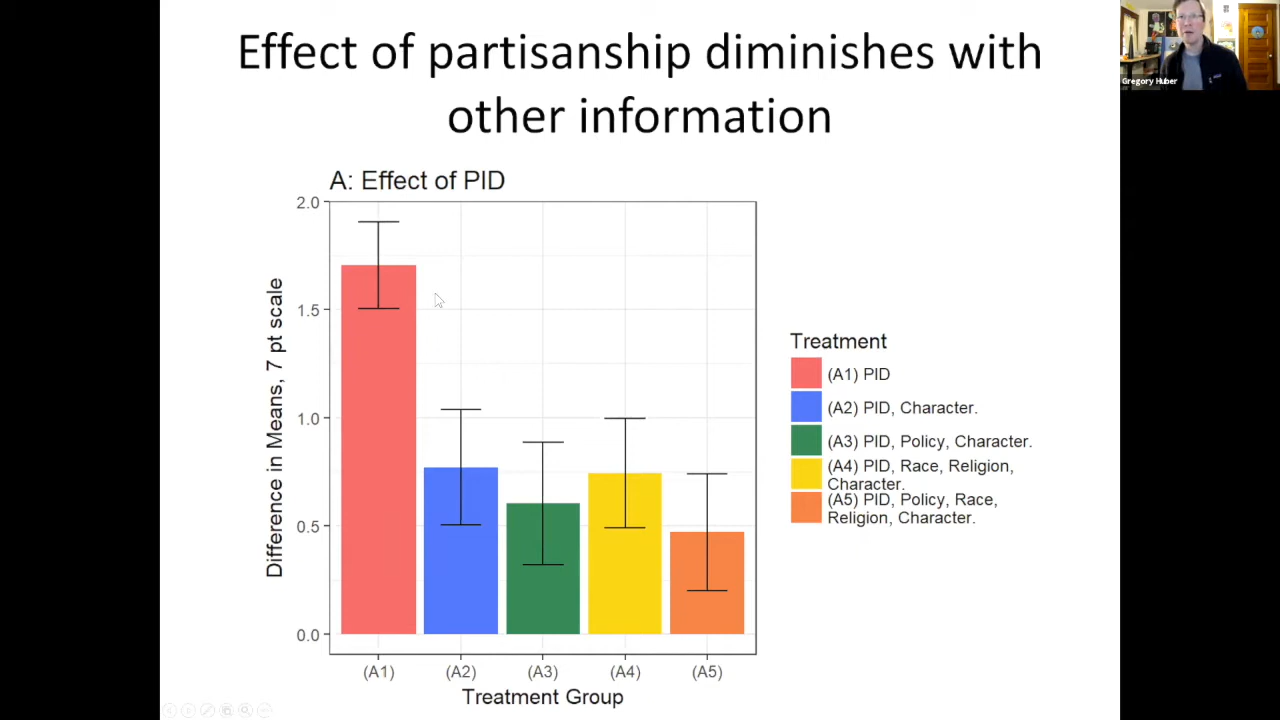 Effect of partisanship diminishes with
other information
Gregory Huber
A: Effect of PID
2.0
1.5
1.0
0.5
0.0
Difference in Means, 7 pt scale
(A1)
(A2)
(A3)
(A4)
(A5)
Treatment Group
Treatment
(A1) PID
(A2) PID, Character.
(A3) PID, Policy, Character.
(A4) PID, Race, Religion,
Character.
(A5) PID, Policy, Race,
Religion, Character.